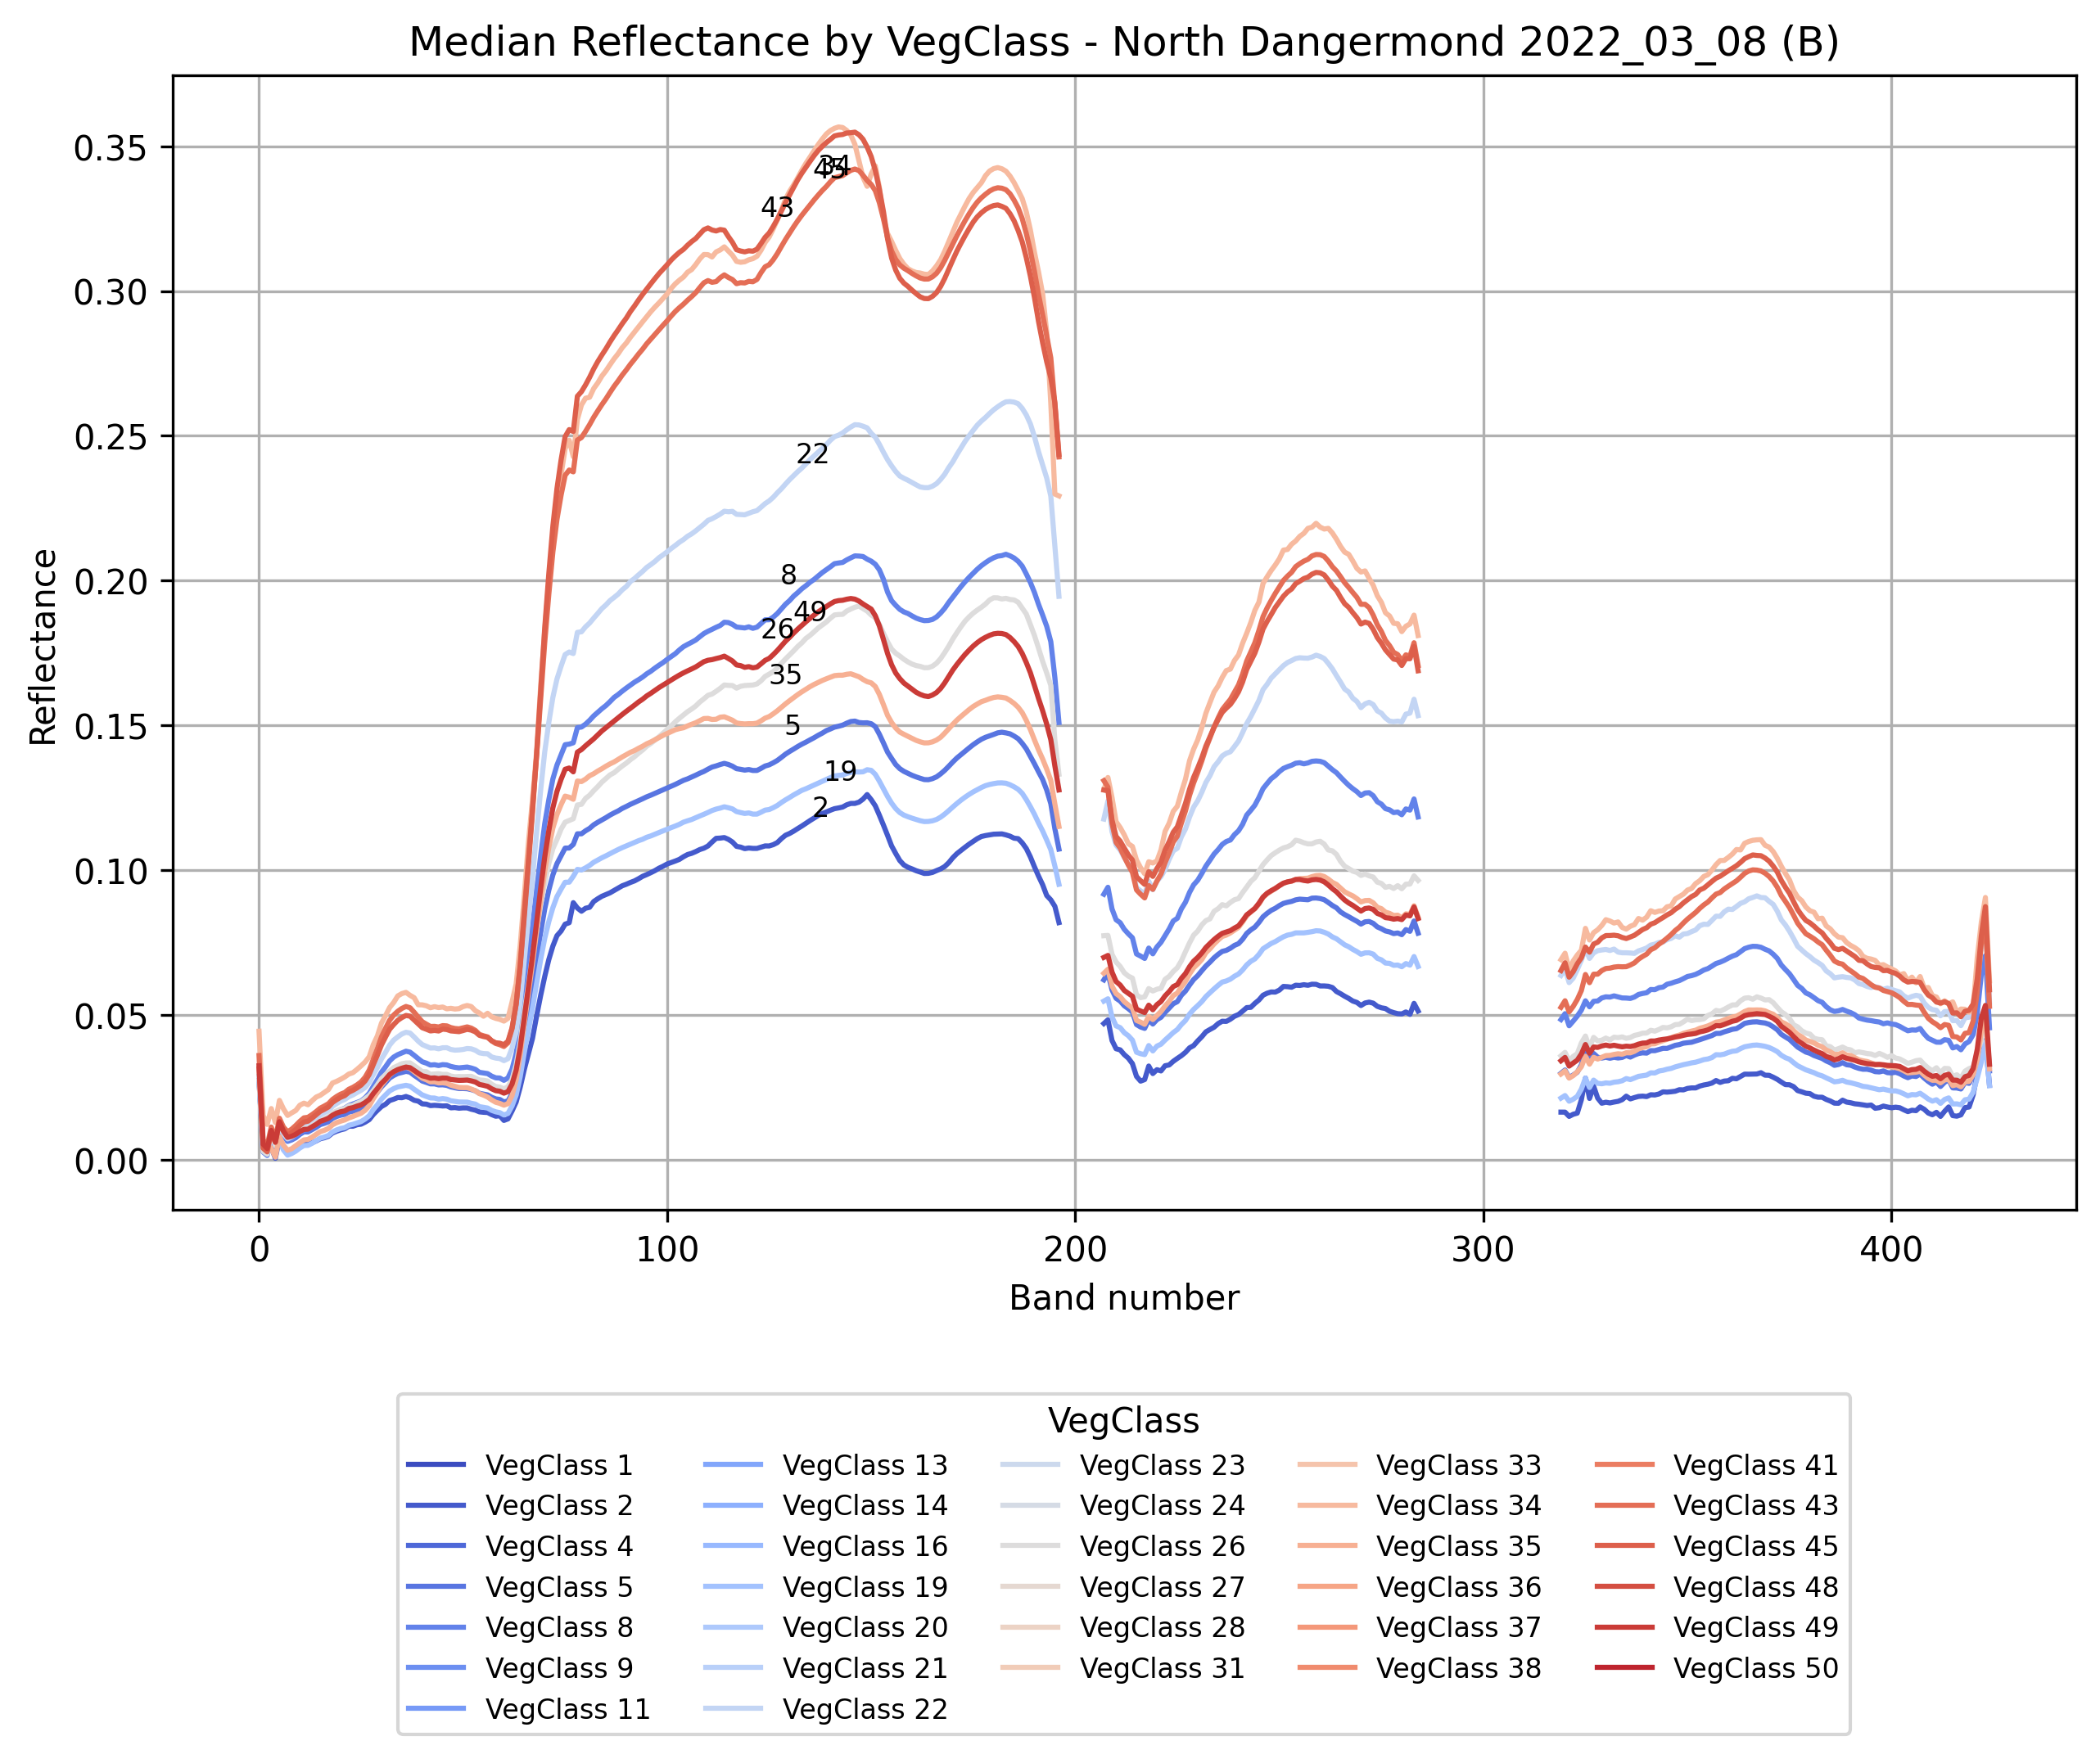 Median Reflectance by VegClass - North Dangermond 2022_03_08 (B)
0.35
0.30
0.25
0.20
0.15
0.10
0.05
0.00
Reflectance
34
45
43
22
8
49
26
35
5
19
2
0 100 200 300 400
Band number
VegClass
VegClass 1 VegClass 13 VegClass 23 VegClass 33 VegClass 41
VegClass 2 VegClass 14 VegClass 24 VegClass 34 VegClass 43
VegClass 4 VegClass 16 VegClass 26 VegClass 35 VegClass 45
VegClass 5 VegClass 19 VegClass 27 VegClass 36 VegClass 48
VegClass 8 VegClass 20 VegClass 28 VegClass 37 VegClass 49
VegClass 9 VegClass 21 VegClass 31 VegClass 38 VegClass 50
VegClass 11 VegClass 22